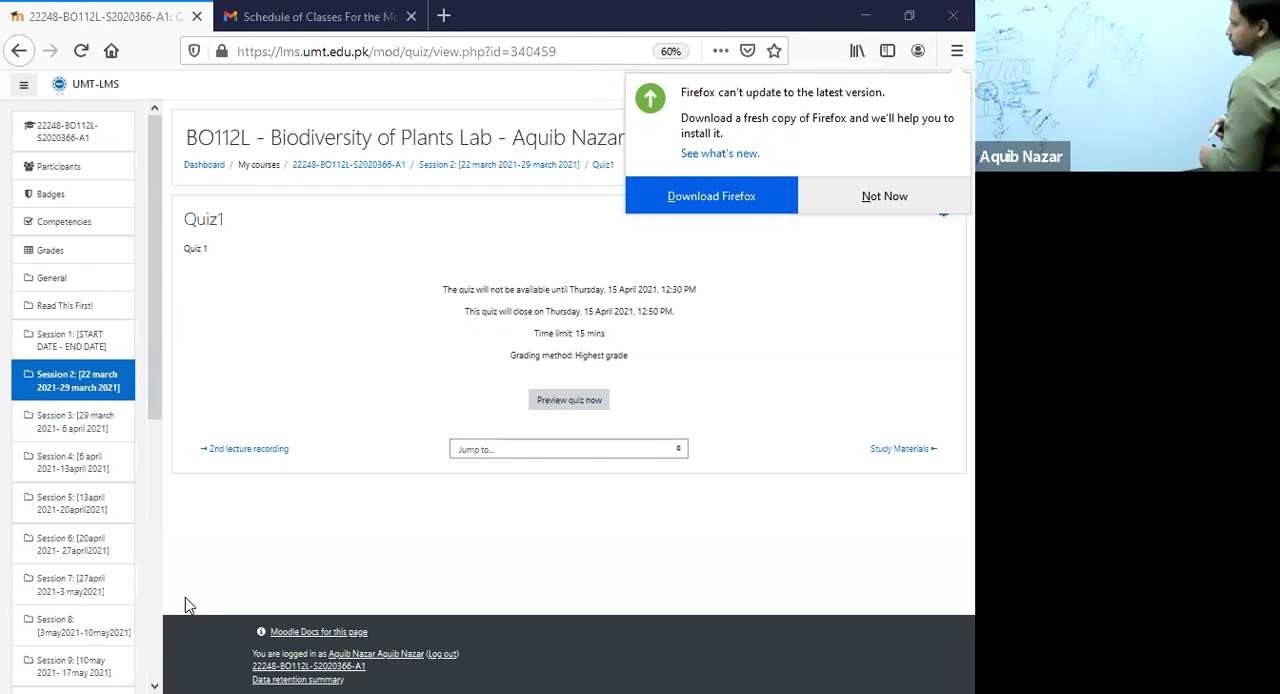 22248-BO112L-S2020366-A1: Q
Schedule of Classes For the Mo
https://lms.umt.edu.pk/mod/quiz/view.php?id=340459
60%
UMT-LMS
Firefox can't update to the latest version.
Download a fresh copy of Firefox and we'll help you to
install it.
See what's new.
Download Firefox
Not Now
22248-BO112L-
S2020366-A1
Participants
Badges
Competencies
Grades
General
Read This First!
Session 1: [START
DATE - END DATE]
Session 2: [22 march
2021-29 march 2021]
Session 3: [29 march
2021- 6 april 2021]
Session 4: [6 april
2021-13april 2021]
Session 5: [13april
2021-20april2021]
Session 6: [20april
2021- 27april2021]
Session 7: [27april
2021-3 may2021]
Session 8:
[3may2021-10may2021]
Session 9: [10may
2021- 17may 2021]
BO112L - Biodiversity of Plants Lab - Aquib Nazar
Dashboard / My courses / 22248-BO112L-S2020366-A1 / Session 2: [22 march 2021-29 march 2021] / Quiz1
Quiz1
Quiz 1
The quiz will not be available until Thursday, 15 April 2021, 12:30 PM
This quiz will close on Thursday, 15 April 2021, 12:50 PM.
Time limit: 15 mins
Grading method: Highest grade
Preview quiz now
2nd lecture recording
Jump to...
Study Materials
Moodle Docs for this page
You are logged in as Aquib Nazar Aquib Nazar (Log out)
22248-BO112L-S2020366-A1
Data retention summary
Aquib Nazar